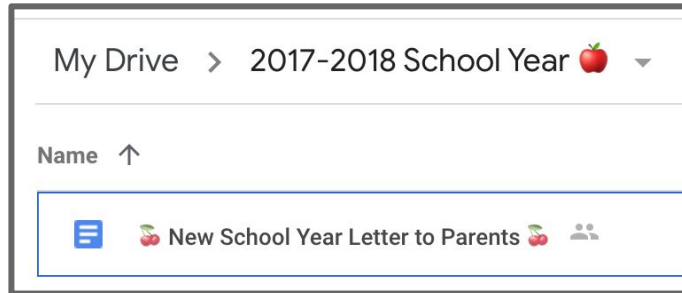 My Drive > 2017-2018 School Year 🍎
Name ↑
🍒 New School Year Letter to Parents 🍒